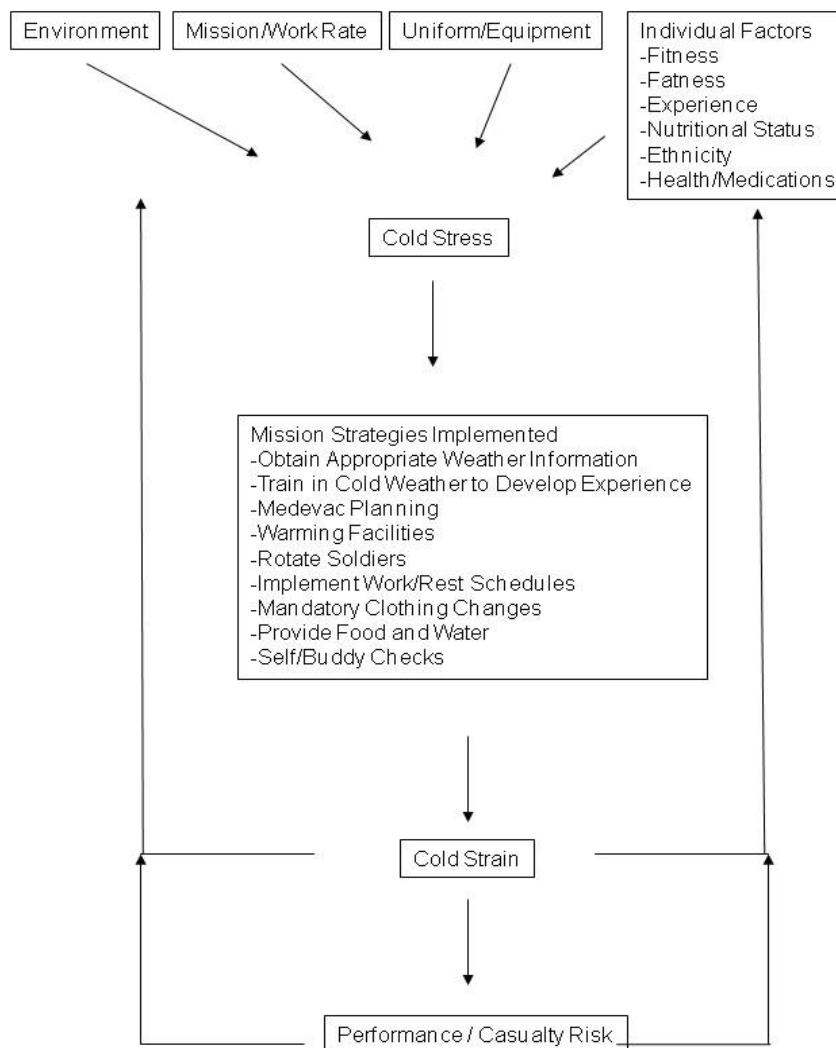 Environment
Mission/Work Rate
Uniform/Equipment
Individual Factors
-Fitness
-Fatness
-Experience
-Nutritional Status
-Ethnicity
-Health/Medications
Cold Stress
Mission Strategies Implemented
-Obtain Appropriate Weather Information
-Train in Cold Weather to Develop Experience
-Medevac Planning
-Warming Facilities
-Rotate Soldiers
-Implement Work/Rest Schedules
-Mandatory Clothing Changes
-Provide Food and Water
-Self/Buddy Checks
Cold Strain
Performance / Casualty Risk